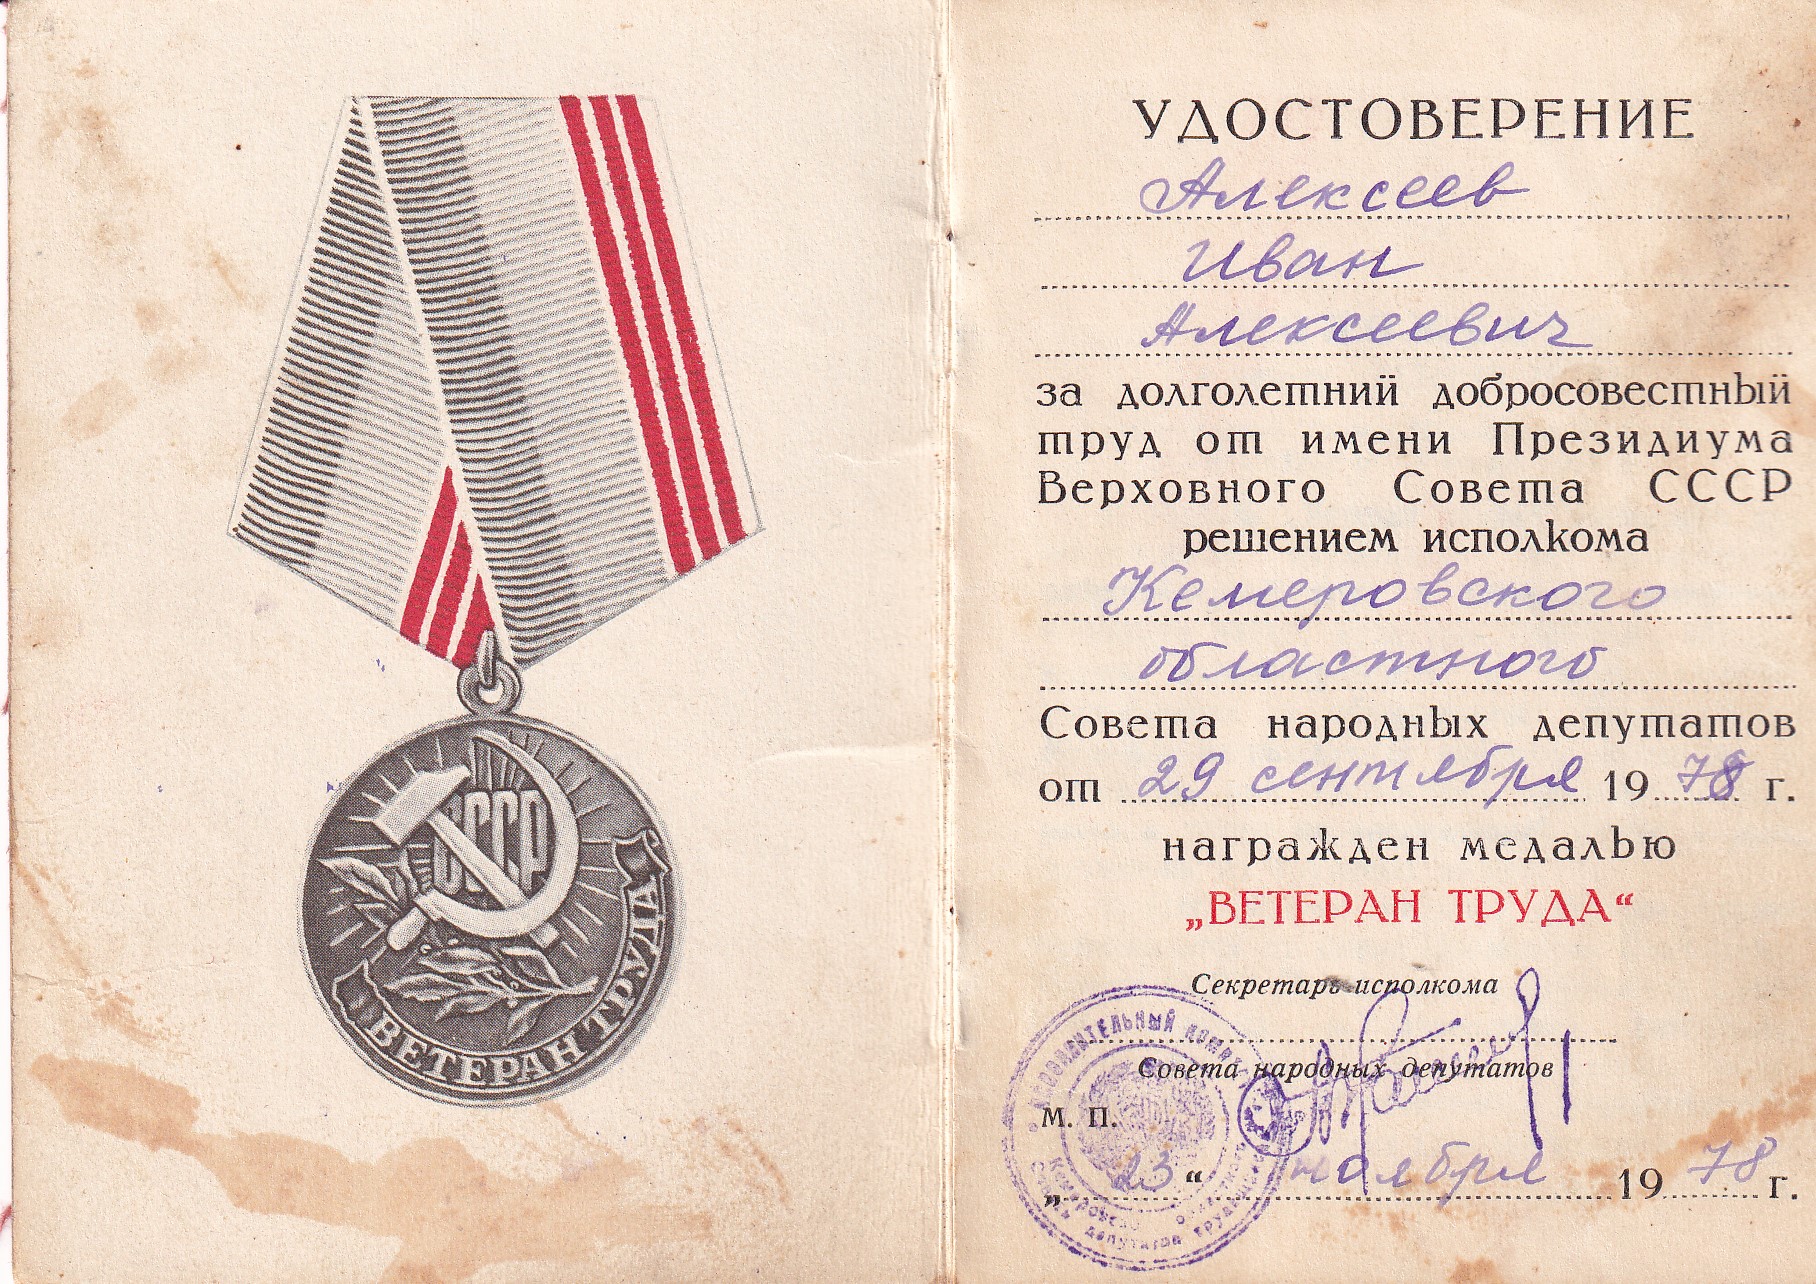 СССР
ВЕТЕРАН ТРУДА
УДОСТОВЕРЕНИЕ
Алексеев
Иван
Алексеевич
за долголетний добросовестный
труд от имени Президиума
Верховного Совета СССР
решением исполкома
Кемеровского
областного
Совета народных депутатов
от 29 сентября 1978 г.
награжден медалью
„ВЕТЕРАН ТРУДА“
Секретарь исполкома
Совета народных депутатов
М. П.
„23“ ноября 1978 г.